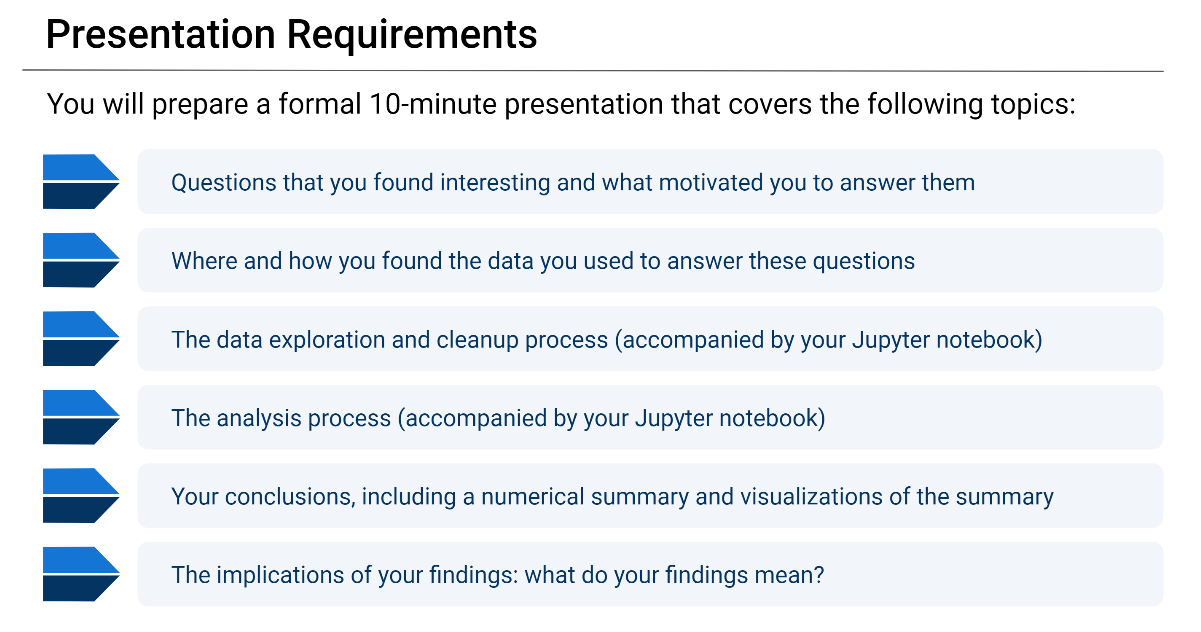 Presentation Requirements
You will prepare a formal 10-minute presentation that covers the following topics:
Questions that you found interesting and what motivated you to answer them
Where and how you found the data you used to answer these questions
The data exploration and cleanup process (accompanied by your Jupyter notebook)
The analysis process (accompanied by your Jupyter notebook)
Your conclusions, including a numerical summary and visualizations of the summary
The implications of your findings: what do your findings mean?